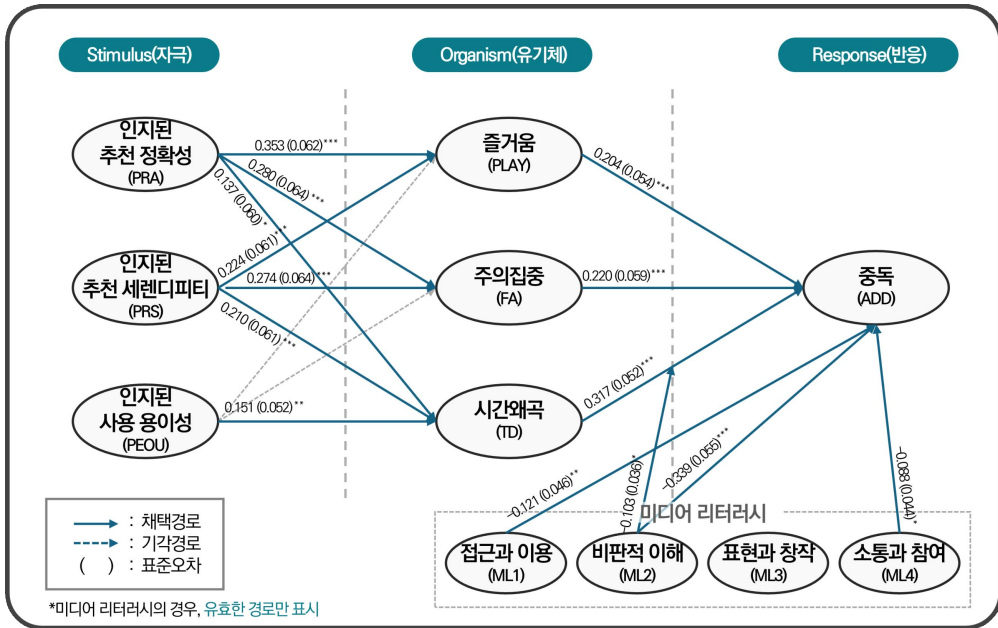 Stimulus(자극)
Organism(유기체)
Response(반응)
인지된
추천 정확성
(PRA)
인지된
추천 세렌디피티
(PRS)
인지된
사용 용이성
(PEOU)
0.353 (0.062)***
0.280 (0.064)***
0.137 (0.060)*
0.224 (0.061)***
0.274 (0.064)***
0.210 (0.061)***
0.151 (0.052)**
즐거움
(PLAY)
주의집중
(FA)
시간왜곡
(TD)
0.204 (0.054)***
0.220 (0.059)***
0.317 (0.052)***
중독
(ADD)
-0.121 (0.046)**
-0.103 (0.036)*
-0.339 (0.055)***
-0.088 (0.044)*
미디어 리터러시
접근과 이용
(ML1)
비판적 이해
(ML2)
표현과 창작
(ML3)
소통과 참여
(ML4)
: 채택경로
: 기각경로
( ) : 표준오차
*미디어 리터러시의 경우, 유효한 경로만 표시